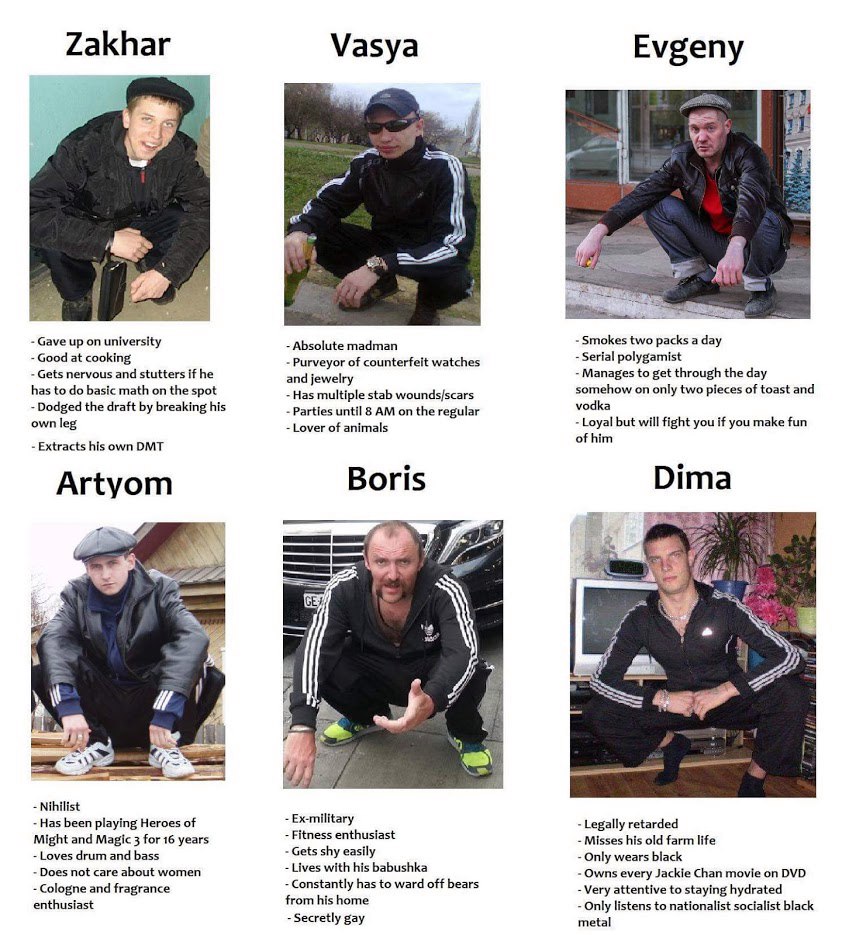 Zakhar
Vasya
Evgeny
- Gave up on university
- Good at cooking
- Gets nervous and stutters if he
has to do basic math on the spot
- Dodged the draft by breaking his
own leg
- Extracts his own DMT
- Absolute madman
- Purveyor of counterfeit watches
and jewelry
- Has multiple stab wounds/scars
- Parties until 8 AM on the regular
- Lover of animals
- Smokes two packs a day
- Serial polygamist
- Manages to get through the day
somehow on only two pieces of toast and
vodka
- Loyal but will fight you if you make fun
of him
Artyom
Boris
Dima
GE
- Nihilist
- Has been playing Heroes of
Might and Magic 3 for 16 years
- Loves drum and bass
- Does not care about women
- Cologne and fragrance
enthusiast
- Ex-military
- Fitness enthusiast
- Gets shy easily
- Lives with his babushka
- Constantly has to ward off bears
from his home
- Secretly gay
- Legally retarded
- Misses his old farm life
- Only wears black
- Owns every Jackie Chan movie on DVD
- Very attentive to staying hydrated
- Only listens to nationalist socialist black
metal